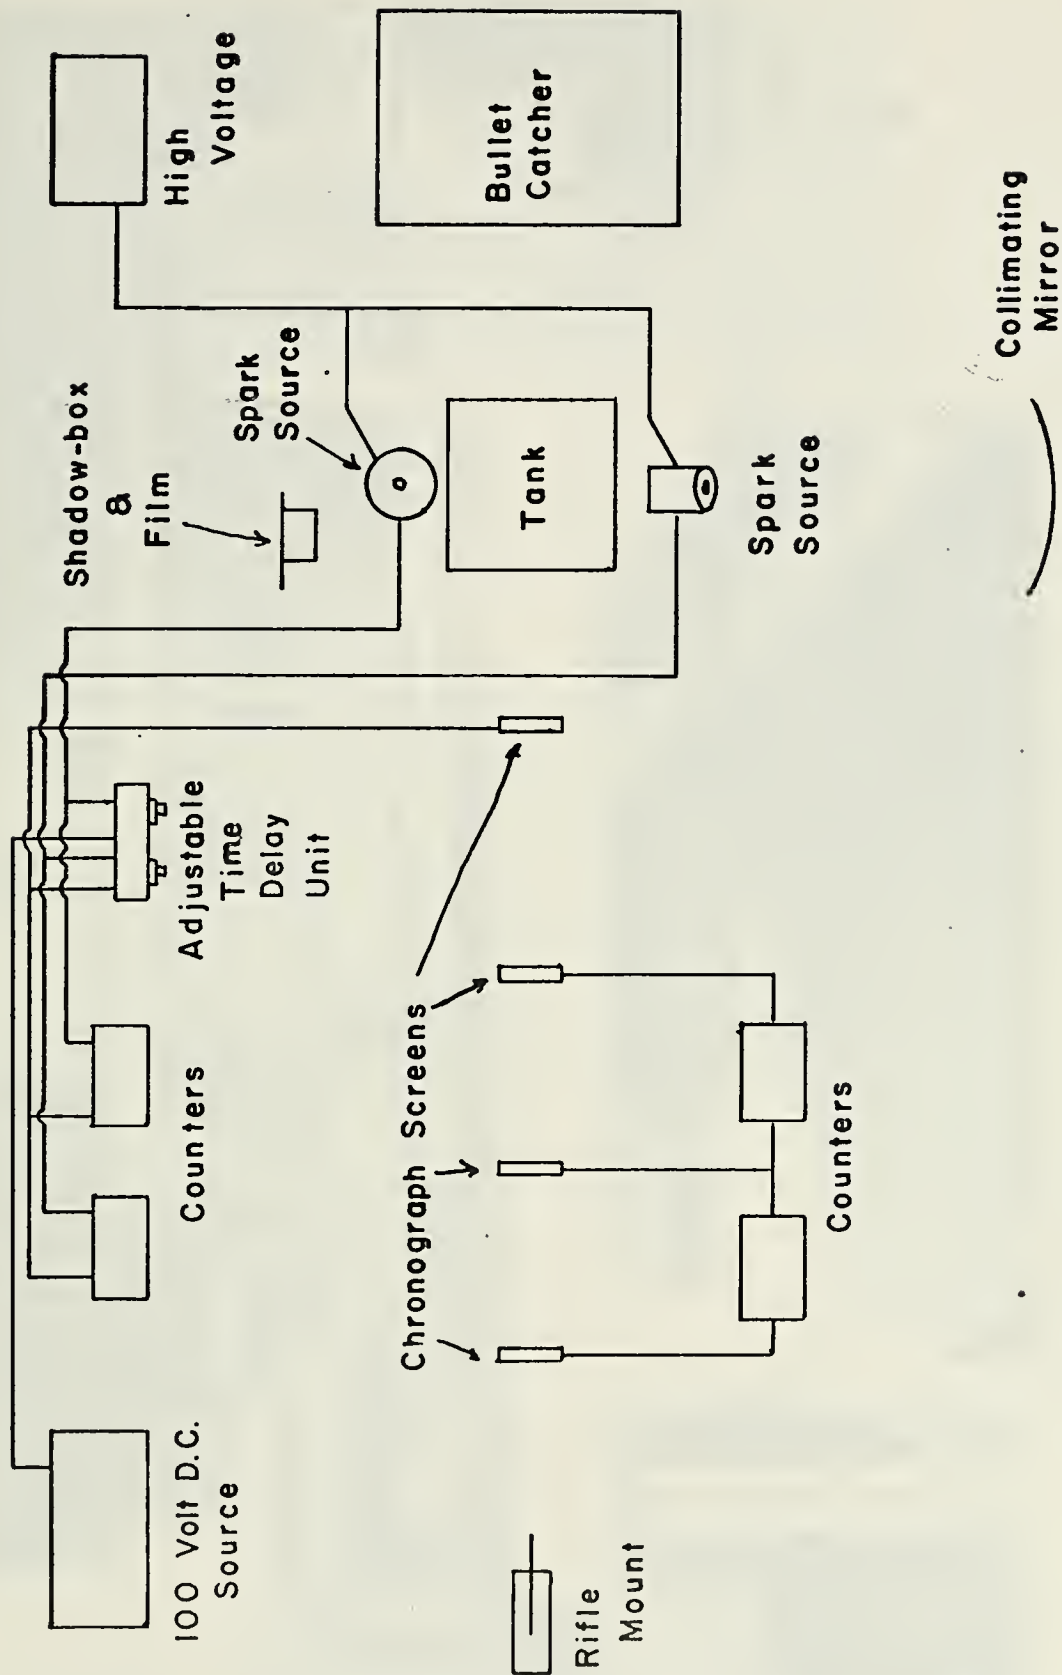 100 Volt D.C.
Source
Counters
Adjustable
Time
Delay
Unit
Shadow-box
&
Film
Spark
Source
High
Voltage
Rifle
Mount
Chronograph Screens
Counters
Tank
Spark
Source
Bullet
Catcher
Collimating
Mirror